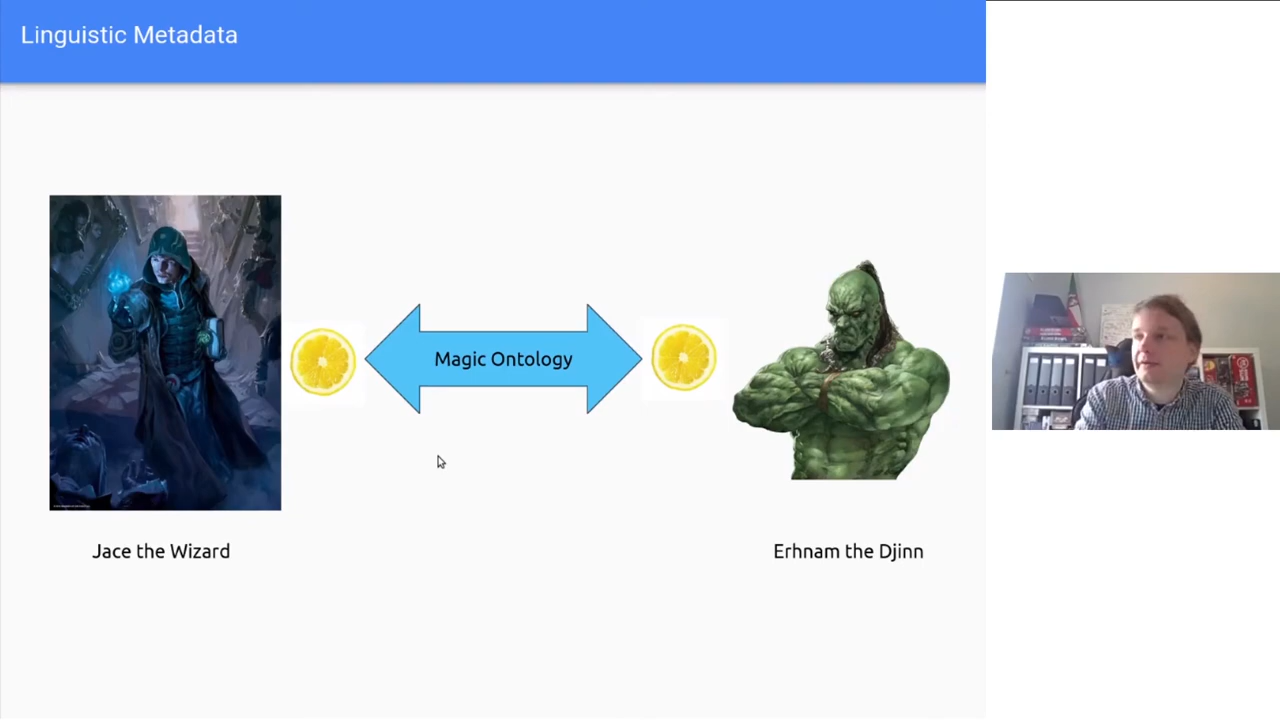 Linguistic Metadata
Magic Ontology
Jace the Wizard
Erhnam the Djinn